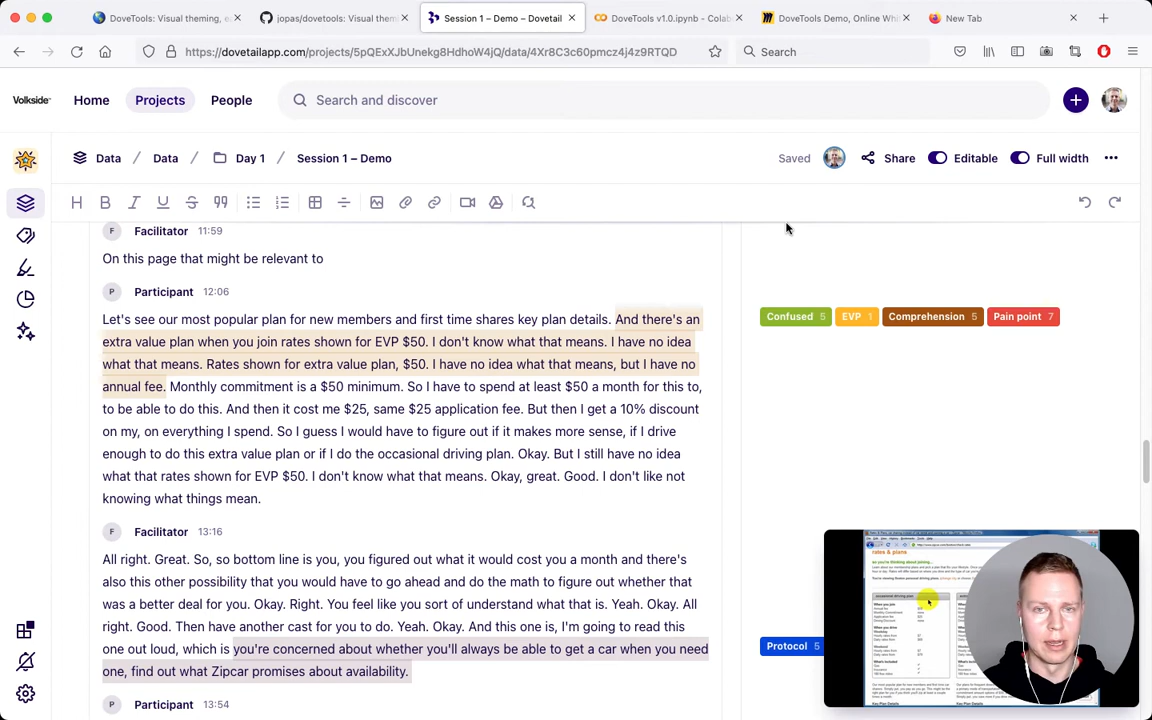 DoveTools: Visual theming, e
jopas/dovetools: Visual them
Session 1 – Demo – Dovetail
DoveTools v1.0.ipynb - Colab
DoveTools Demo, Online Whi
New Tab
https://dovetailapp.com/projects/5pQExXJbUnekg8HdhoW4jQ/data/4Xr8C3c60pmcz4j4z9RTQD
Search
Volkside
Home
Projects
People
Search and discover
Data / Data / Day 1 / Session 1 – Demo
Saved
Share
Editable
Full width
F Facilitator 11:59
On this page that might be relevant to
P Participant 12:06
Let's see our most popular plan for new members and first time shares key plan details. And there's an
extra value plan when you join rates shown for EVP $50. I don't know what that means. I have no idea
what that means. Rates shown for extra value plan, $50. I have no idea what that means, but I have no
annual fee. Monthly commitment is a $50 minimum. So I have to spend at least $50 a month for this to,
to be able to do this. And then it cost me $25, same $25 application fee. But then I get a 10% discount
on my, on everything I spend. So I guess I would have to figure out if it makes more sense, if I drive
enough to do this extra value plan or if I do the occasional driving plan. Okay. But I still have no idea
what that rates shown for EVP $50. I don't know what that means. Okay, great. Good. I don't like not
knowing what things mean.
Confused 5
EVP 1
Comprehension 5
Pain point 7
F Facilitator 13:16
All right. Great. So, so bottom line is you, you figured out what it would cost you a month and there's
also this other possibility that you would have to go ahead and do the math to figure out whether that
was a better deal for you. Okay. Right. You feel like you sort of understand what that is. Yeah. Okay. All
right. Good. Then have another cast for you to do. Yeah. Okay. And this one is, I'm going to read this
one out loud, which is you're concerned about whether you'll always be able to get a car when you need
one, find out what Zipcar promises about availability.
Protocol 5
P Participant 13:54
rates & plans